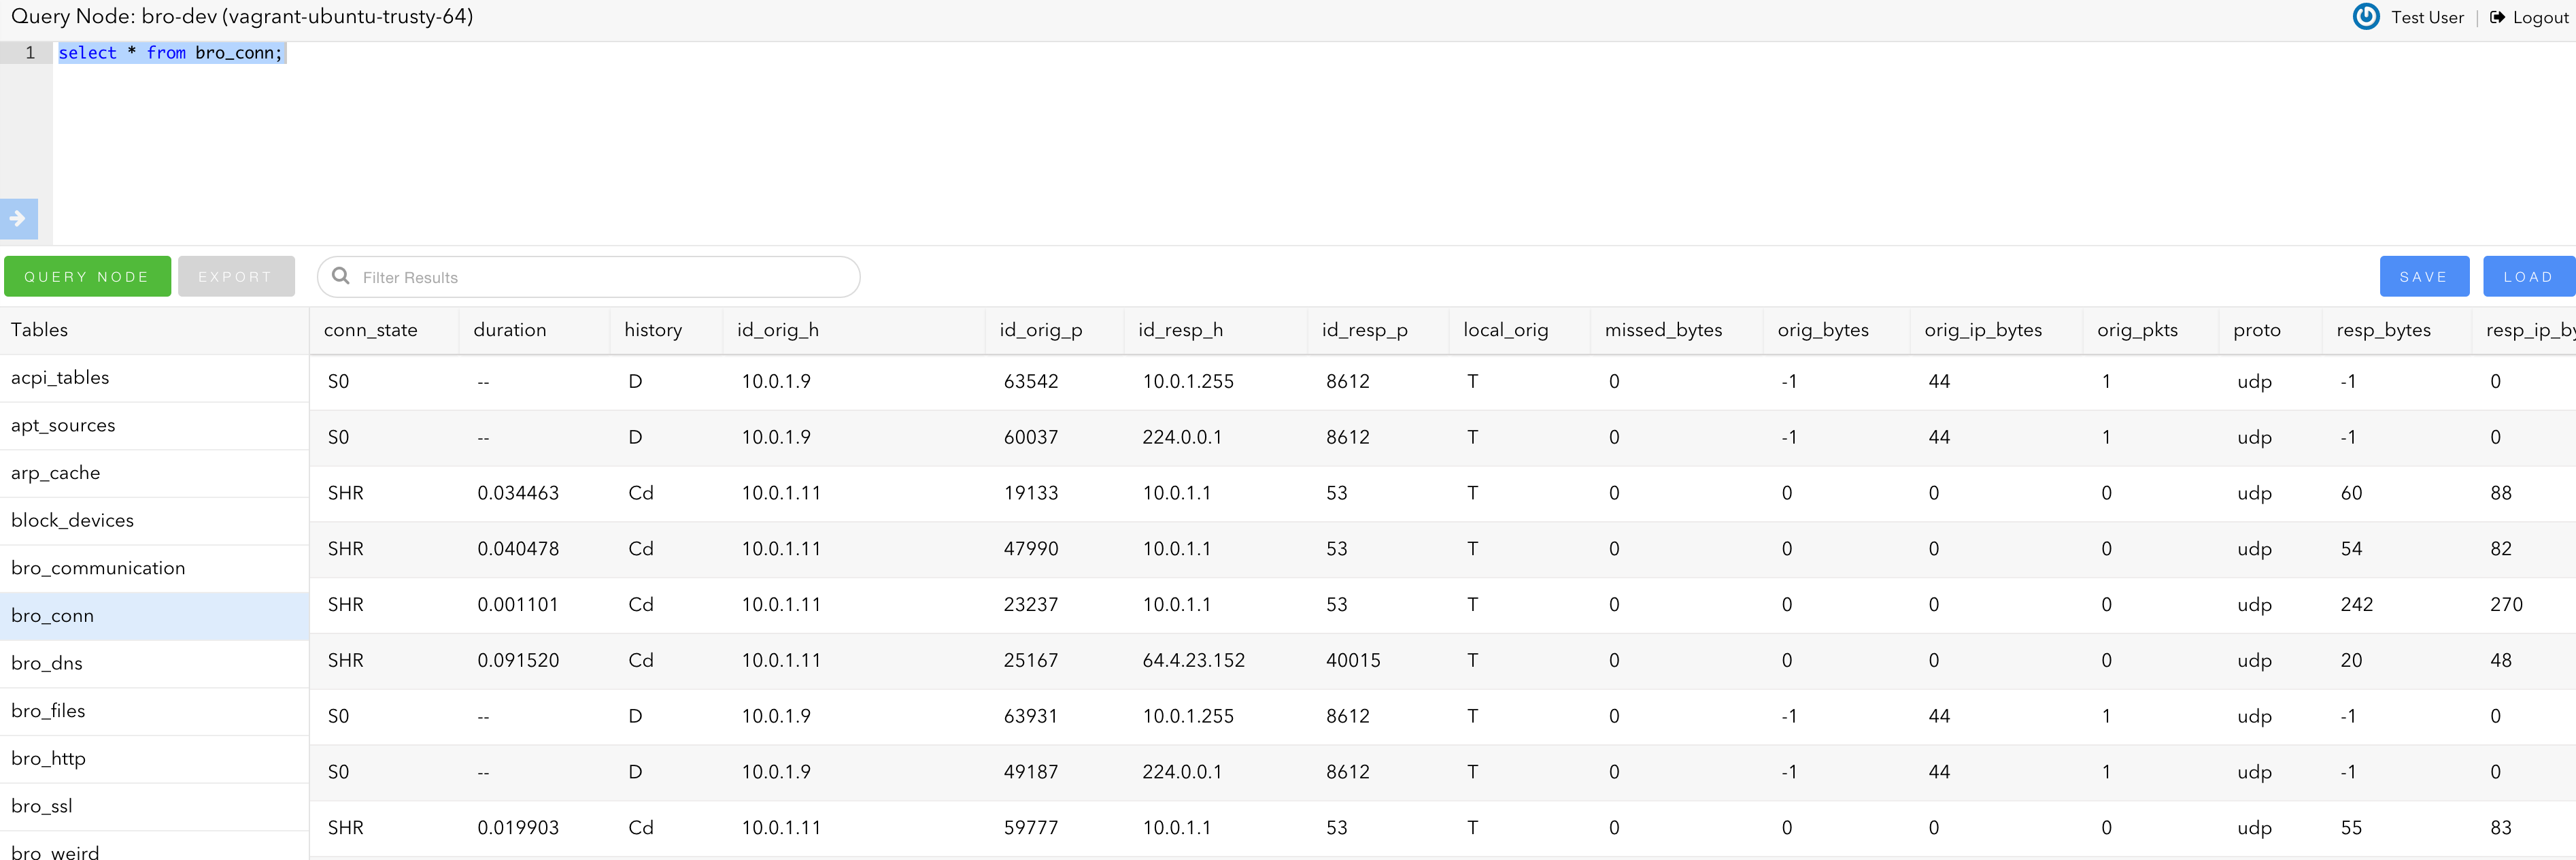 Query Node: bro-dev (vagrant-ubuntu-trusty-64) Test User | Logout
1 select * from bro_conn;
QUERY NODE EXPORT Filter Results SAVE LOAD
Tables conn_state duration history id_orig_h id_orig_p id_resp_h id_resp_p local_orig missed_bytes orig_bytes orig_ip_bytes orig_pkts proto resp_bytes resp_ip_by
acpi_tables S0 -- D 10.0.1.9 63542 10.0.1.255 8612 T 0 -1 44 1 udp -1 0
apt_sources S0 -- D 10.0.1.9 60037 224.0.0.1 8612 T 0 -1 44 1 udp -1 0
arp_cache SHR 0.034463 Cd 10.0.1.11 19133 10.0.1.1 53 T 0 0 0 0 udp 60 88
block_devices SHR 0.040478 Cd 10.0.1.11 47990 10.0.1.1 53 T 0 0 0 0 udp 54 82
bro_communication
bro_conn SHR 0.001101 Cd 10.0.1.11 23237 10.0.1.1 53 T 0 0 0 0 udp 242 270
bro_dns SHR 0.091520 Cd 10.0.1.11 25167 64.4.23.152 40015 T 0 0 0 0 udp 20 48
bro_files S0 -- D 10.0.1.9 63931 10.0.1.255 8612 T 0 -1 44 1 udp -1 0
bro_http S0 -- D 10.0.1.9 49187 224.0.0.1 8612 T 0 -1 44 1 udp -1 0
bro_ssl SHR 0.019903 Cd 10.0.1.11 59777 10.0.1.1 53 T 0 0 0 0 udp 55 83
bro_weird